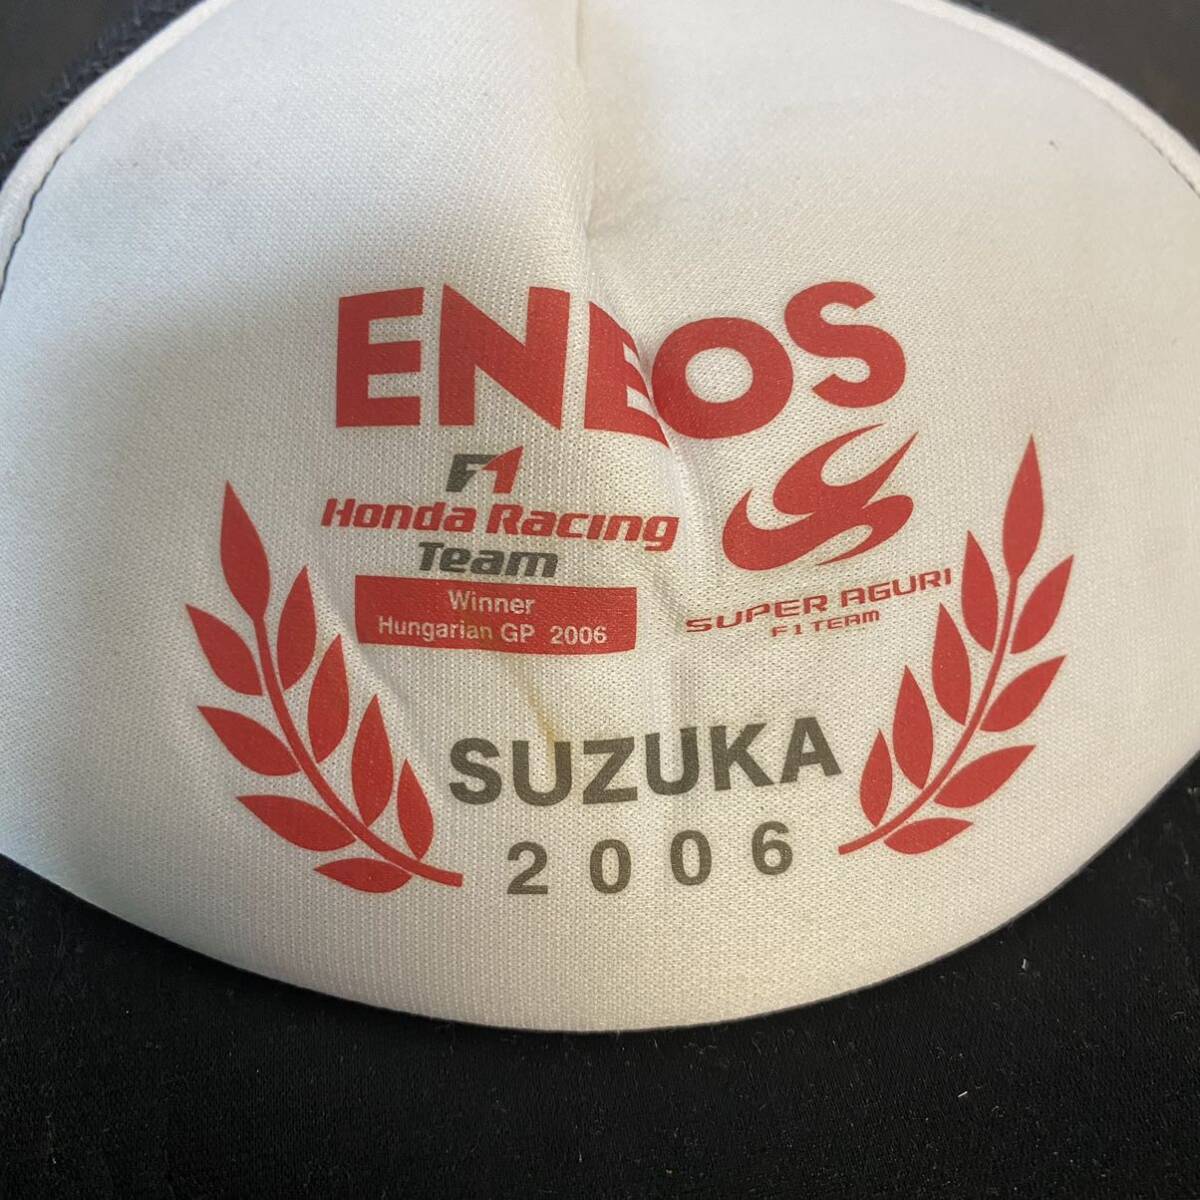 ENEOS
F1
Honda Racing
Team
Winner
Hungarian GP 2006
SUPER AGURI
F1 TEAM
SUZUKA
2006